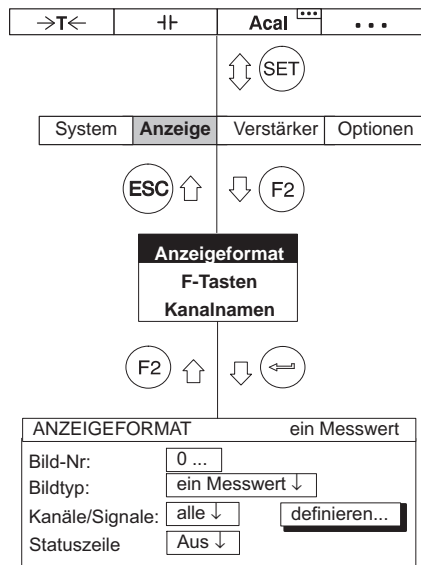 →T← ⊣⊢ Acal ...
SET
System Anzeige Verstärker Optionen
ESC F2
Anzeigeformat
F-Tasten
Kanalnamen
F2
ANZEIGEFORMAT ein Messwert
Bild-Nr: 0 ...
Bildtyp: ein Messwert ↓
Kanäle/Signale: alle ↓ definieren...
Statuszeile Aus ↓